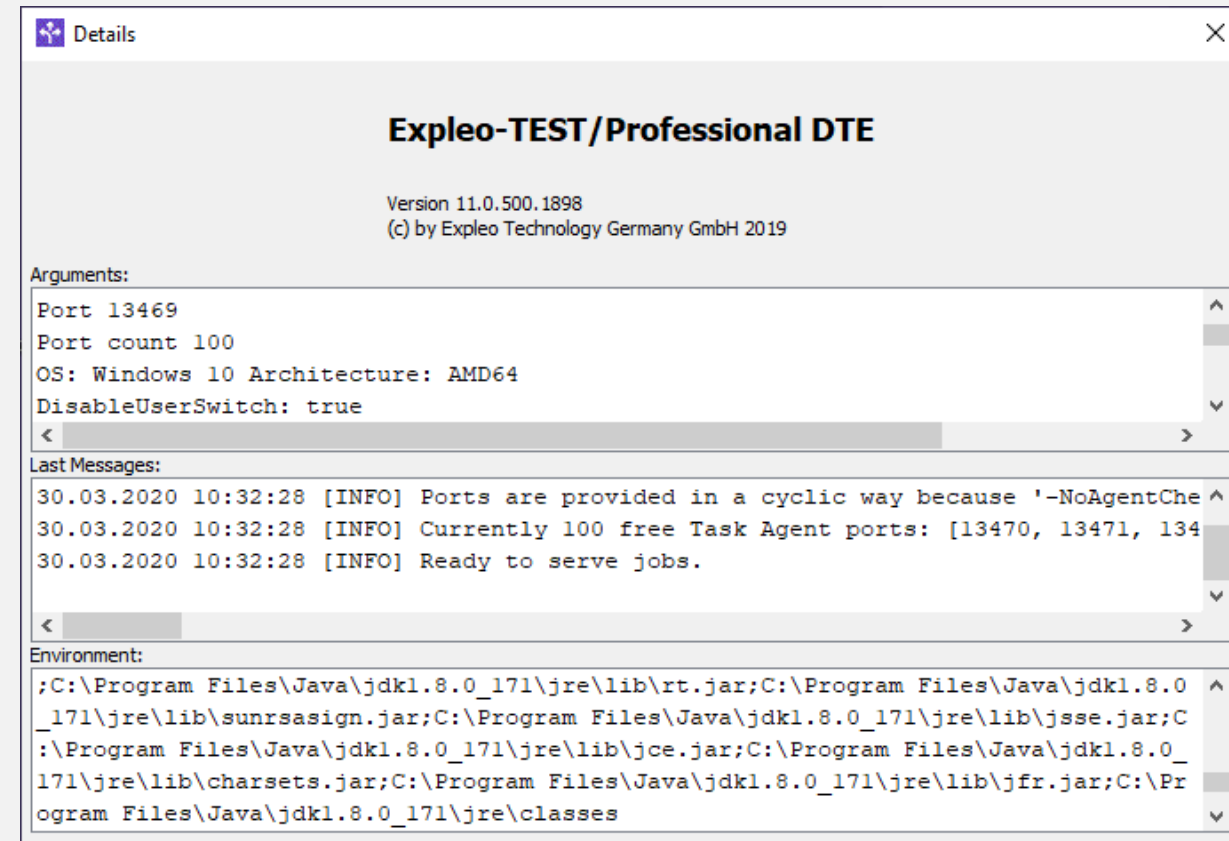 Details
Expleo-TEST/Professional DTE
Version 11.0.500.1898
(c) by Expleo Technology Germany GmbH 2019
Arguments:
Port 13469
Port count 100
OS: Windows 10 Architecture: AMD64
DisableUserSwitch: true
Last Messages:
30.03.2020 10:32:28 [INFO] Ports are provided in a cyclic way because '-NoAgentChe
30.03.2020 10:32:28 [INFO] Currently 100 free Task Agent ports: [13470, 13471, 134
30.03.2020 10:32:28 [INFO] Ready to serve jobs.
Environment:
;C:\Program Files\Java\jdk1.8.0_171\jre\lib\rt.jar;C:\Program Files\Java\jdk1.8.0
_171\jre\lib\sunrsasign.jar;C:\Program Files\Java\jdk1.8.0_171\jre\lib\jsse.jar;C
:\Program Files\Java\jdk1.8.0_171\jre\lib\jce.jar;C:\Program Files\Java\jdk1.8.0_
171\jre\lib\charsets.jar;C:\Program Files\Java\jdk1.8.0_171\jre\lib\jfr.jar;C:\Pr
ogram Files\Java\jdk1.8.0_171\jre\classes